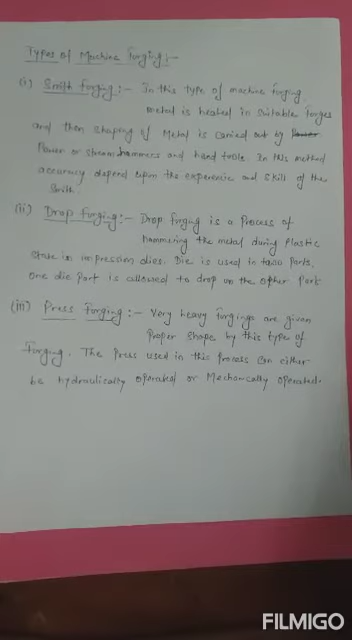 Types of Machine forging:-
(i) Smith forging:- In this type of machine forging
metal is heated in suitable forges
and then shaping of Metal is carried out by
Power or steam hammers and hand tools. In this method
accuracy depend upon the experience and skill of the
Smith.
(ii) Drop Forging:- Drop forging is a Process of
hammering the metal during plastic
State in impression dies. Die is used in two parts.
One die part is allowed to drop on the other part
(iii) Press Forging:- Very heavy forgings are given
Proper shape by this type of
Forging. The Press used in this process can either
be hydraulically operated or Mechanically operated.
FILMIGO